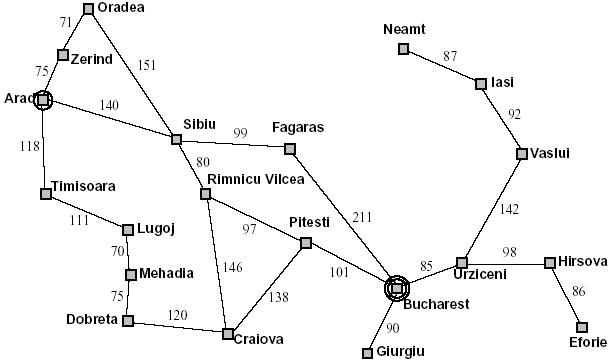 Oradea
71
Neamt
Zerind
87
151
75
Iasi
Arad
140
92
Sibiu
Fagaras
99
118
Vaslui
80
Rimnicu Vilcea
Timisoara
142
211
111
Pitesti
Lugoj
97
70
98
Hirsova
85
146
101
Urziceni
Mehadia
138
86
75
Bucharest
120
Dobreta
90
Eforie
Craiova
Giurgiu